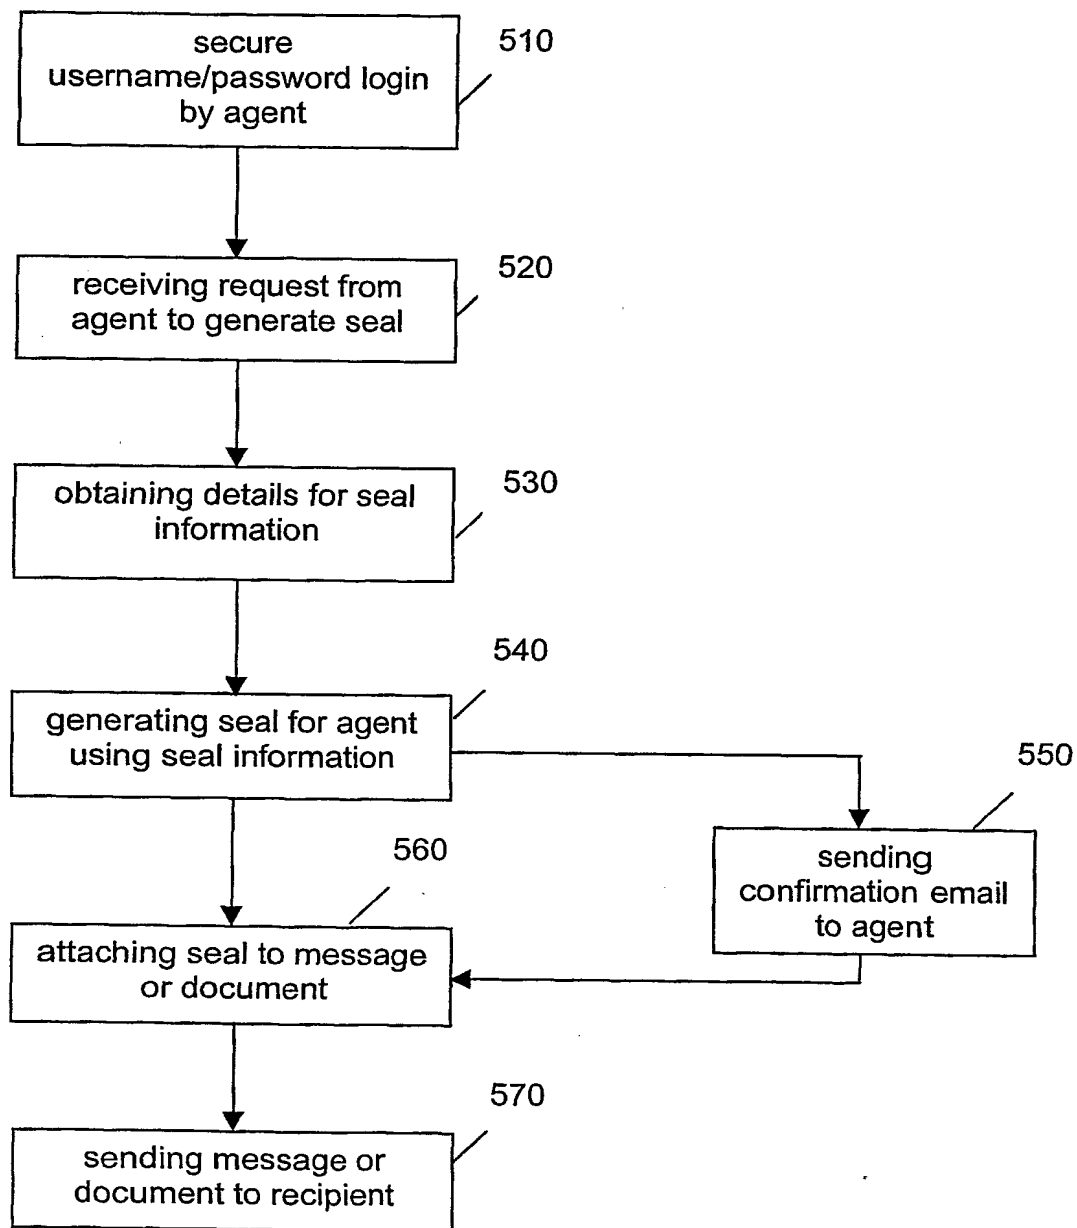 secure
username/password login
by agent
510
receiving request from
agent to generate seal
520
obtaining details for seal
information
530
generating seal for agent
using seal information
540
sending
confirmation email
to agent
550
attaching seal to message
or document
560
sending message or
document to recipient
570